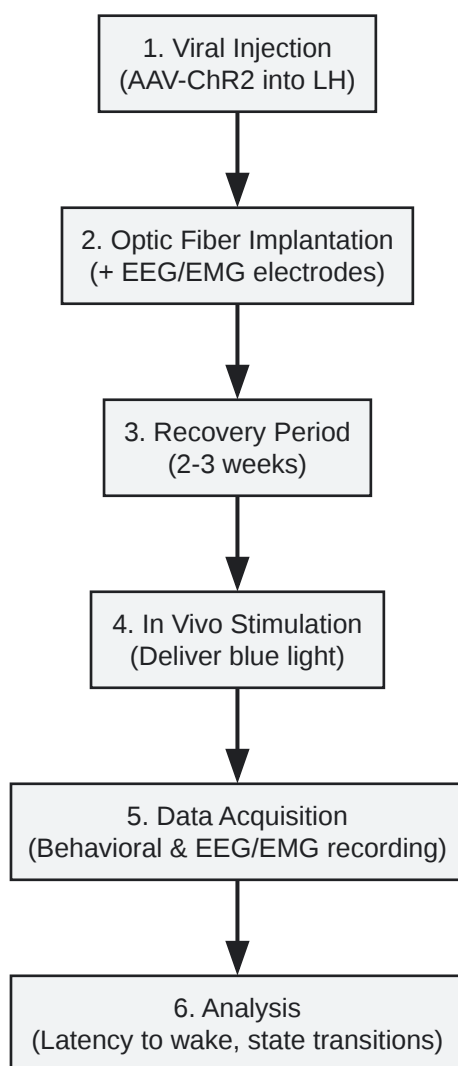 1. Viral Injection
(AAV-ChR2 into LH)
2. Optic Fiber Implantation
(+ EEG/EMG electrodes)
3. Recovery Period
(2-3 weeks)
4. In Vivo Stimulation
(Deliver blue light)
5. Data Acquisition
(Behavioral & EEG/EMG recording)
6. Analysis
(Latency to wake, state transitions)